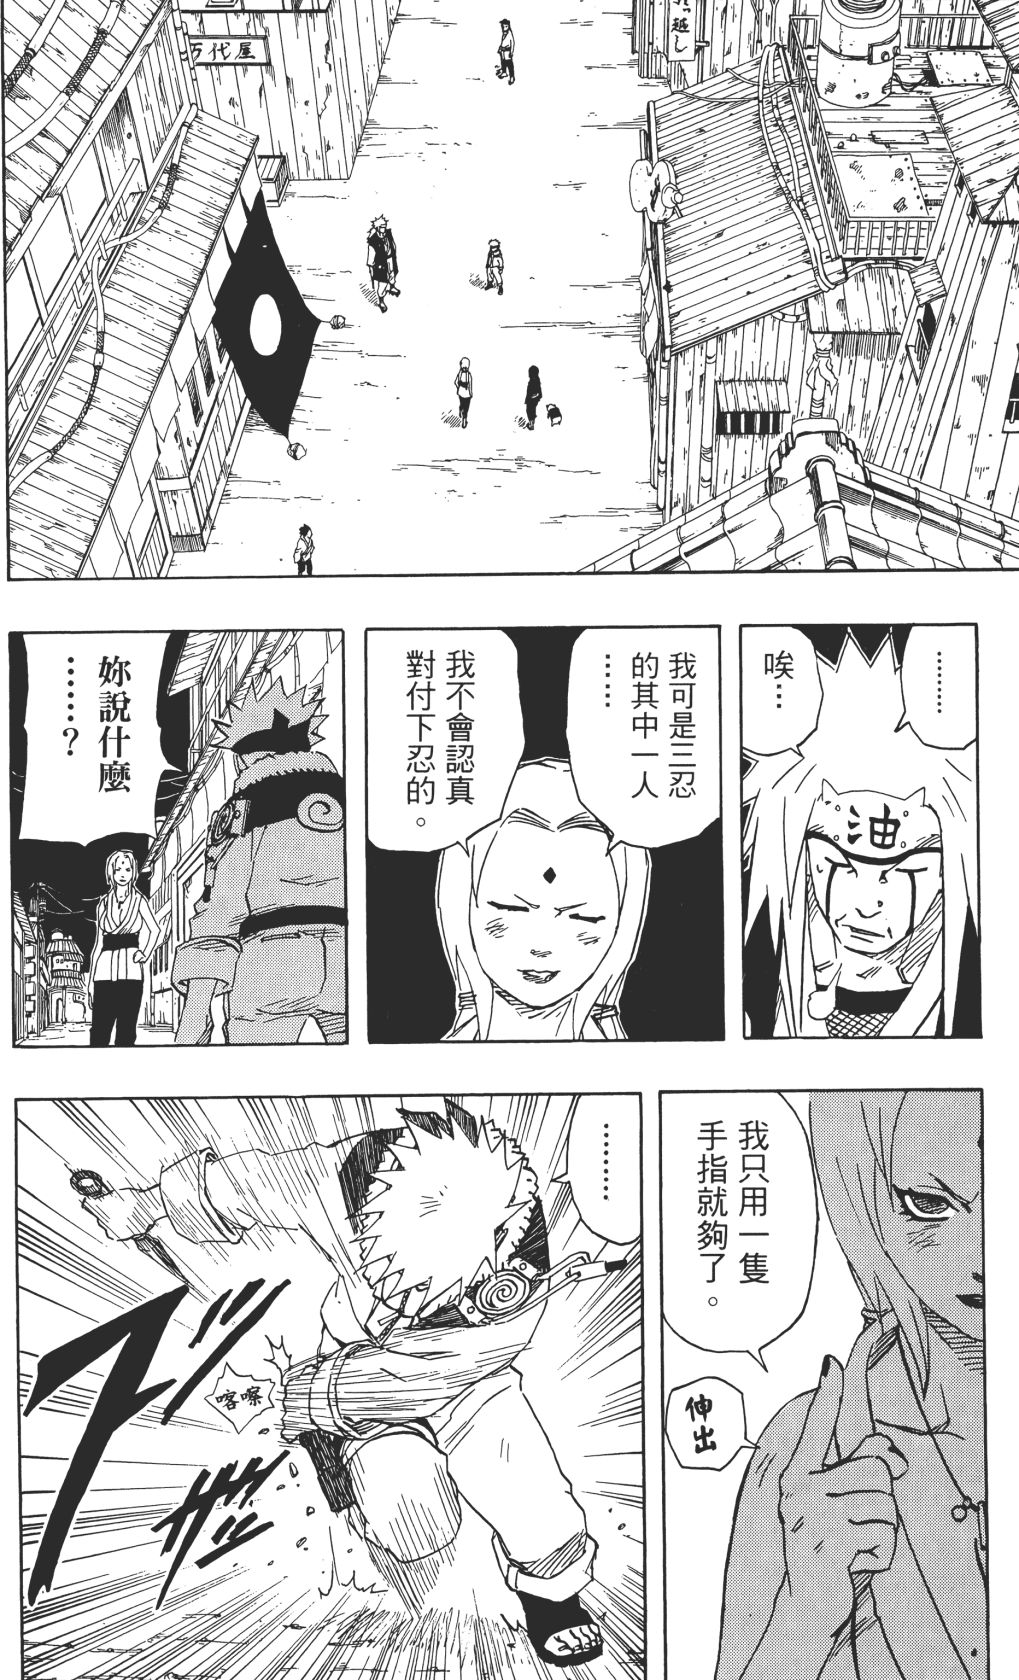 万代屋
っ越し
………
唉…
油
我可是三忍
的其中一人
……
我不會認真
對付下忍的。
妳說什麼
……？
我只用一隻
手指就夠了。
伸出
………
喀嚓